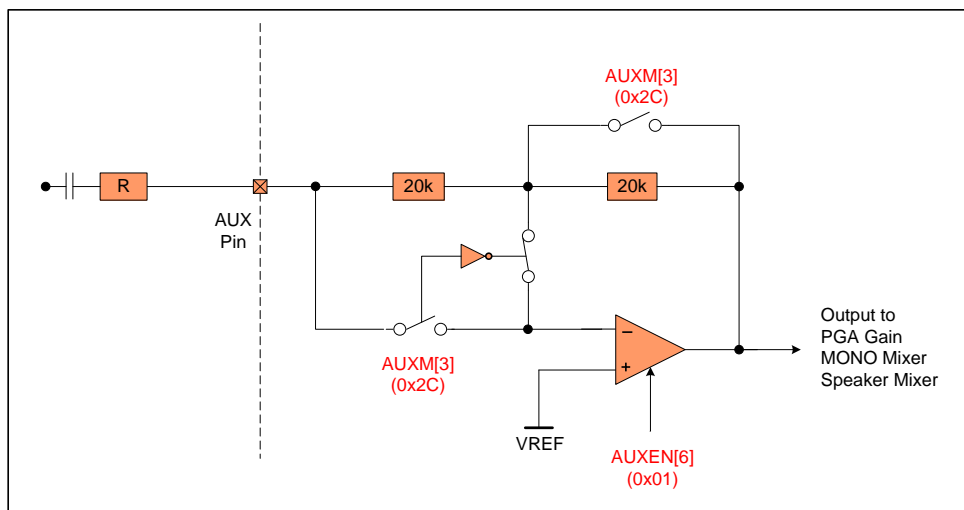 AUXM[3]
(0x2C)
R
20k
20k
AUX
Pin
AUXM[3]
(0x2C)
−
+
VREF
AUXEN[6]
(0x01)
Output to
PGA Gain
MONO Mixer
Speaker Mixer